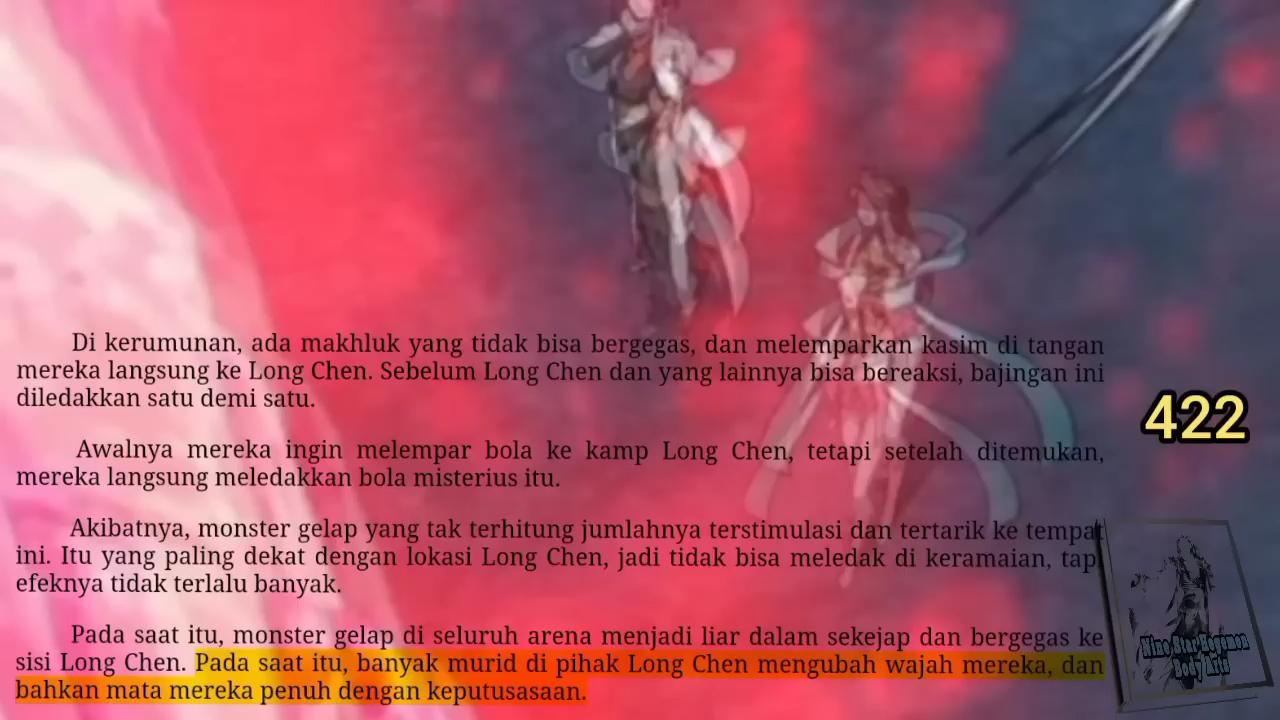 Di kerumunan, ada makhluk yang tidak bisa bergegas, dan melemparkan kasim di tangan
mereka langsung ke Long Chen. Sebelum Long Chen dan yang lainnya bisa bereaksi, bajingan ini
diledakkan satu demi satu.
Awalnya mereka ingin melempar bola ke kamp Long Chen, tetapi setelah ditemukan,
mereka langsung meledakkan bola misterius itu.
Akibatnya, monster gelap yang tak terhitung jumlahnya terstimulasi dan tertarik ke tempat
ini. Itu yang paling dekat dengan lokasi Long Chen, jadi tidak bisa meledak di keramaian, tapi
efeknya tidak terlalu banyak.
Pada saat itu, monster gelap di seluruh arena menjadi liar dalam sekejap dan bergegas ke
sisi Long Chen. Pada saat itu, banyak murid di pihak Long Chen mengubah wajah mereka, dan
bahkan mata mereka penuh dengan keputusasaan.
422
Nine Star Hegemon
Body Arts